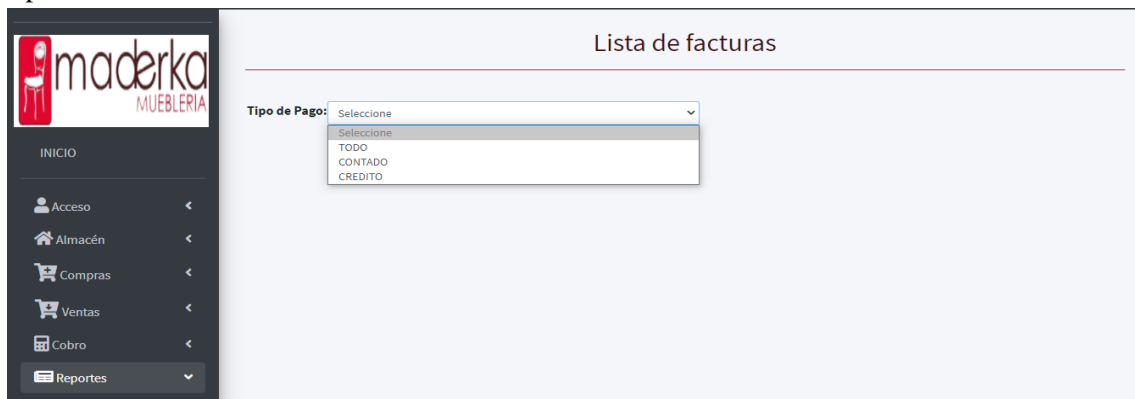 maderka
MUEBLERIA
INICIO
Acceso
Almacén
Compras
Ventas
Cobro
Reportes
Lista de facturas
Tipo de Pago: Seleccione
Seleccione
TODO
CONTADO
CREDITO